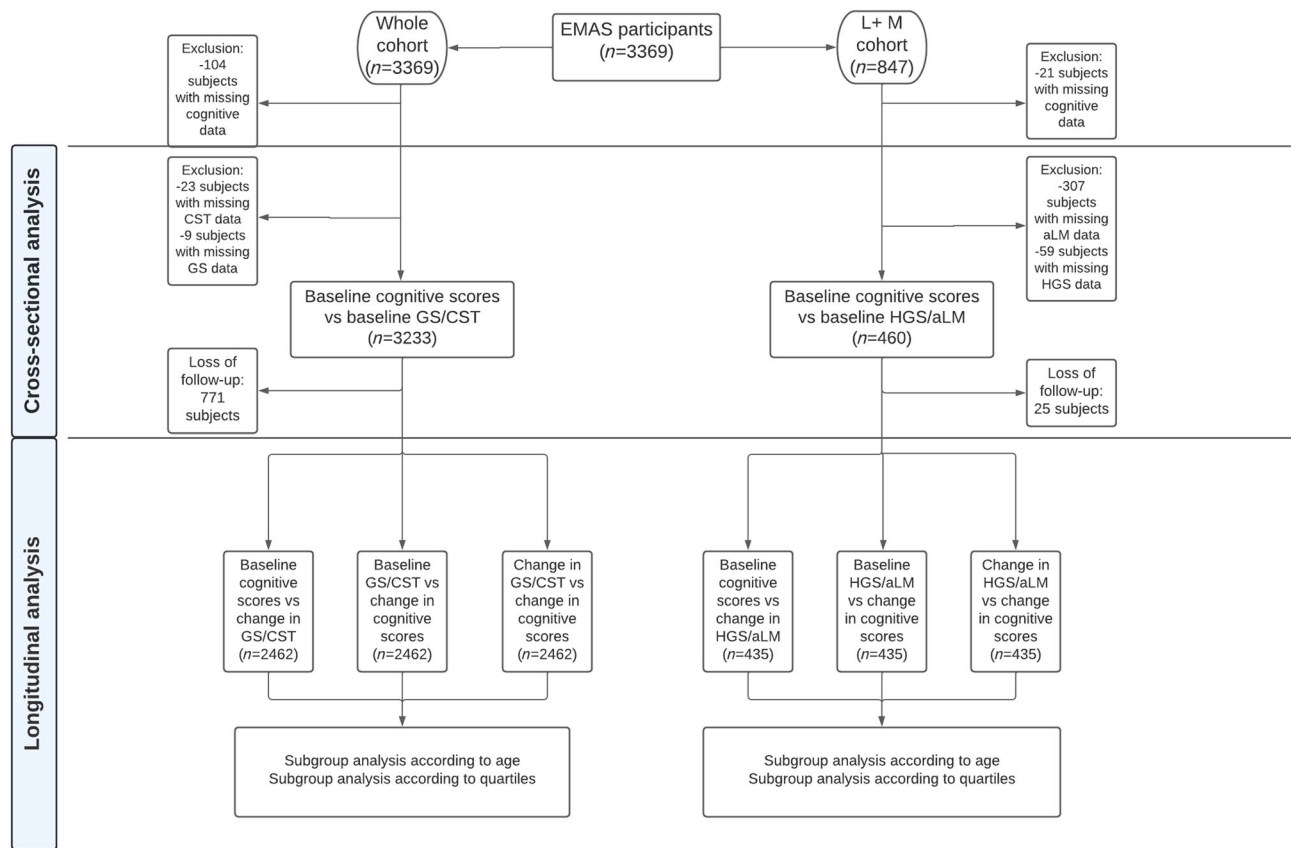 Whole
cohort
(n=3369)
EMAS participants
(n=3369)
L+ M
cohort
(n=847)
Exclusion:
-104
subjects
with missing
cognitive
data
Exclusion:
-21 subjects
with missing
cognitive
data
Cross-sectional analysis
Exclusion:
-23 subjects
with missing
CST data
-9 subjects
with missing
GS data
Exclusion:
-307
subjects
with missing
aLM data
-59 subjects
with missing
HGS data
Baseline cognitive scores
vs baseline GS/CST
(n=3233)
Baseline cognitive scores
vs baseline HGS/aLM
(n=460)
Loss of
follow-up:
771
subjects
Loss of
follow-up:
25 subjects
Longitudinal analysis
Baseline
cognitive
scores vs
change in
GS/CST
(n=2462)
Baseline
GS/CST vs
change in
cognitive
scores
(n=2462)
Change in
GS/CST vs
change in
cognitive
scores
(n=2462)
Baseline
cognitive
scores vs
change in
HGS/aLM
(n=435)
Baseline
HGS/aLM
vs change
in cognitive
scores
(n=435)
Change in
HGS/aLM
vs change
in cognitive
scores
(n=435)
Subgroup analysis according to age
Subgroup analysis according to quartiles
Subgroup analysis according to age
Subgroup analysis according to quartiles